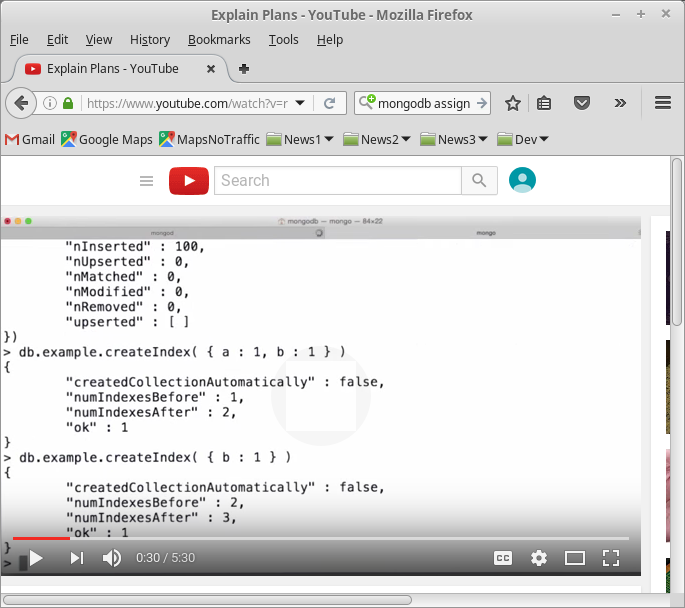 Explain Plans - YouTube - Mozilla Firefox
File Edit View History Bookmarks Tools Help
Explain Plans - YouTube
https://www.youtube.com/watch?v=r
mongodb assign
Gmail Google Maps MapsNoTraffic News1 News2 News3 Dev
Search
mongodb — mongo — 84×22
mongod mongo
"nInserted" : 100,
"nUpserted" : 0,
"nMatched" : 0,
"nModified" : 0,
"nRemoved" : 0,
"upserted" : [ ]
})
> db.example.createIndex( { a : 1, b : 1 } )
{
"createdCollectionAutomatically" : false,
"numIndexesBefore" : 1,
"numIndexesAfter" : 2,
"ok" : 1
}
> db.example.createIndex( { b : 1 } )
{
"createdCollectionAutomatically" : false,
"numIndexesBefore" : 2,
"numIndexesAfter" : 3,
"ok" : 1
}
>
0:30 / 5:30
CC